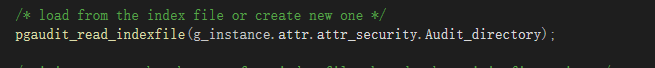 /* load from the index file or create new one */
pgaudit_read_indexfile(g_instance.attr.attr_security.Audit_directory);